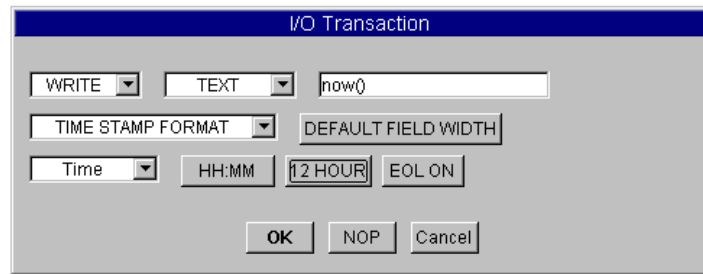 I/O Transaction
WRITE TEXT now()
TIME STAMP FORMAT DEFAULT FIELD WIDTH
Time HH:MM 12 HOUR EOL ON
OK NOP Cancel